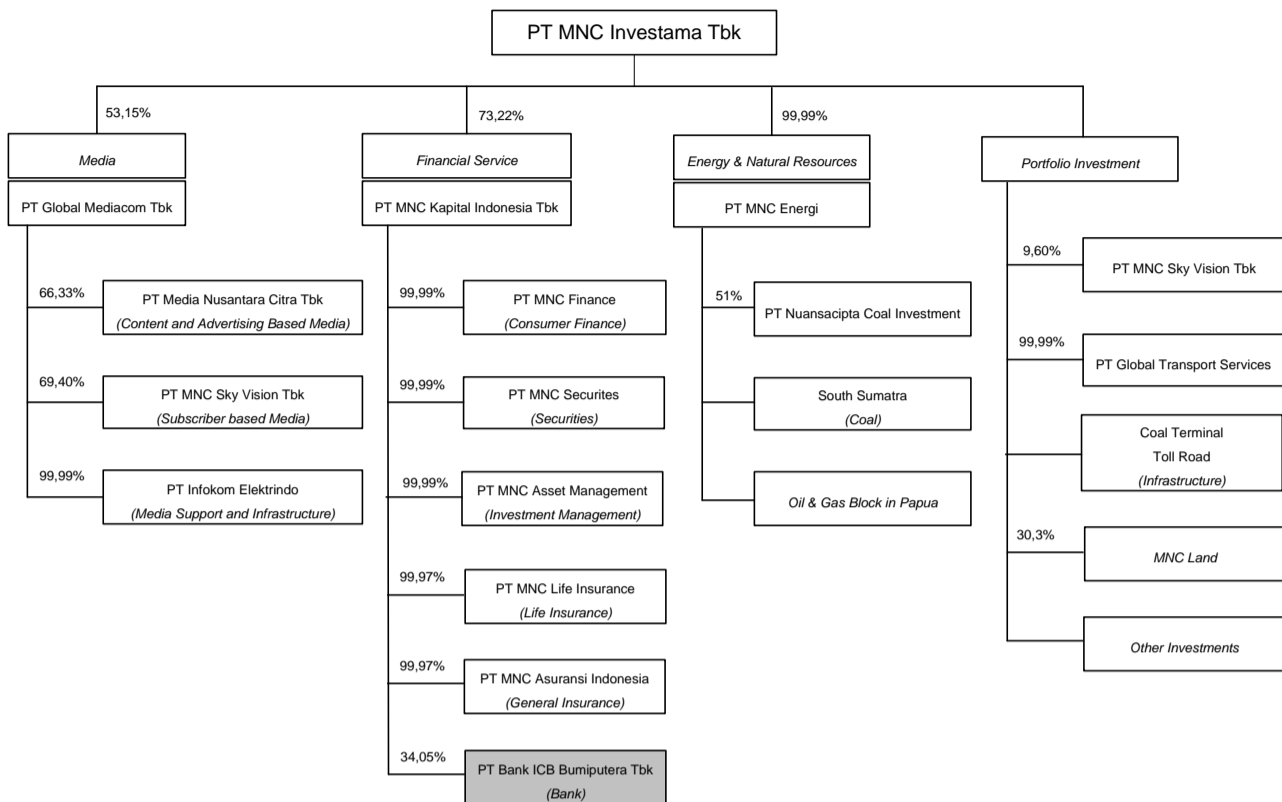 PT MNC Investama Tbk
53,15%
73,22%
99,99%
Media
Financial Service
Energy & Natural Resources
Portfolio Investment
PT Global Mediacom Tbk
PT MNC Kapital Indonesia Tbk
PT MNC Energi
66,33%
PT Media Nusantara Citra Tbk
(Content and Advertising Based Media)
69,40%
PT MNC Sky Vision Tbk
(Subscriber based Media)
99,99%
PT Infokom Elektrindo
(Media Support and Infrastructure)
99,99%
PT MNC Finance
(Consumer Finance)
99,99%
PT MNC Securites
(Securities)
99,99%
PT MNC Asset Management
(Investment Management)
99,97%
PT MNC Life Insurance
(Life Insurance)
99,97%
PT MNC Asuransi Indonesia
(General Insurance)
34,05%
PT Bank ICB Bumiputera Tbk
(Bank)
51%
PT Nuansacipta Coal Investment
South Sumatra
(Coal)
Oil & Gas Block in Papua
9,60%
PT MNC Sky Vision Tbk
99,99%
PT Global Transport Services
Coal Terminal
Toll Road
(Infrastructure)
30,3%
MNC Land
Other Investments